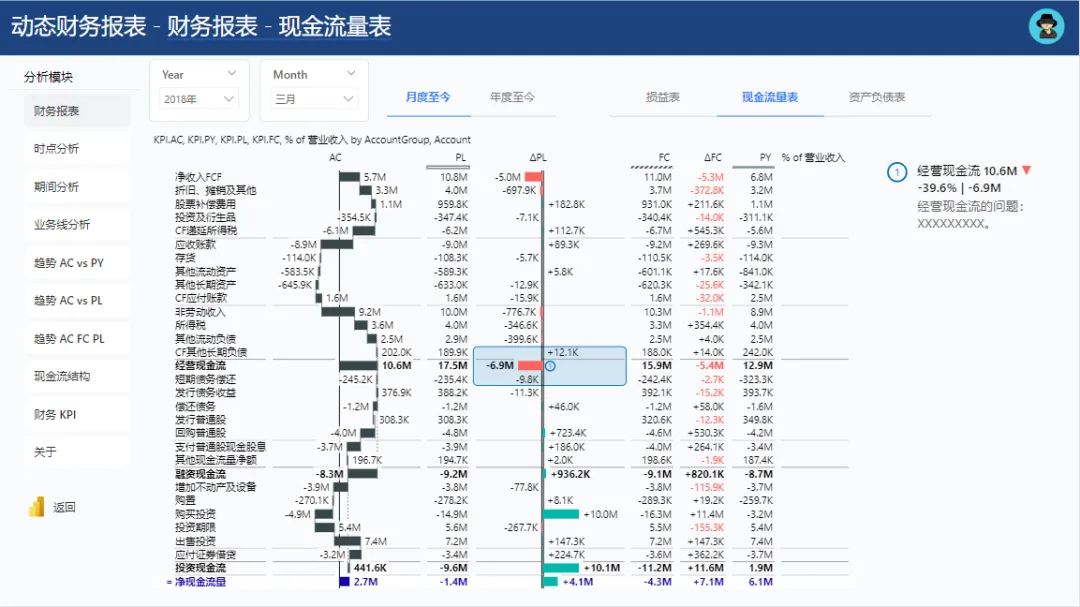 动态财务报表 - 财务报表 - 现金流量表
分析模块
财务报表
时点分析
期间分析
业务线分析
趋势 AC vs PY
趋势 AC vs PL
趋势 AC FC PL
现金流结构
财务 KPI
关于
返回
Year
2018年
Month
三月
月度至今 年度至今
损益表 现金流量表 资产负债表
KPI.AC, KPI.PY, KPI.PL, KPI.FC, % of 营业收入 by AccountGroup, Account
AC PL ΔPL FC ΔFC PY % of 营业收入
净收入FCF 5.7M 10.8M -5.0M 11.0M -5.3M 6.8M
折旧、摊销及其他 3.3M 4.0M -697.9K 3.7M -372.8K 3.2M
股票补偿费用 1.1M 959.8K +182.8K 931.0K +211.6K 1.1M
投资及衍生品 -354.5K -347.4K -7.1K -340.4K -14.0K -311.1K
CF递延所得税 -6.1M -6.2M +112.7K -6.7M +545.3K -5.6M
应收账款 -8.9M -9.0M +89.3K -9.2M +269.6K -9.3M
存货 -114.0K -108.3K -5.7K -110.5K -3.5K -114.0K
其他流动资产 -583.5K -589.3K +5.8K -601.1K +17.6K -841.0K
其他长期资产 -645.9K -633.0K -12.9K -620.3K -25.6K -342.1K
CF应付账款 1.6M 1.6M -15.9K 1.6M -32.0K 2.5M
非劳动收入 9.2M 10.0M -776.7K 10.3M -1.1M 8.9M
所得税 3.6M 4.0M -346.6K 3.3M +354.4K 4.0M
其他流动负债 2.5M 2.9M -399.6K 2.5M +4.0K 2.5M
CF其他长期负债 202.0K 189.9K +12.1K 188.0K +14.0K 242.0K
经营现金流 10.6M 17.5M -6.9M 1 15.9M -5.4M 12.9M
短期债务偿还 -245.2K -235.4K -9.8K -242.4K -2.7K -323.3K
发行债务收益 376.9K 388.2K -11.3K 392.1K -15.2K 393.7K
偿还债务 -1.2M -1.2M +46.0K -1.2M +58.0K -1.6M
发行普通股 308.3K 308.3K 320.6K -12.3K 349.8K
回购普通股 -4.0M -4.8M +723.4K -4.6M +530.3K -4.2M
支付普通股现金股息 -3.7M -3.9M +186.0K -4.0M +264.1K -3.4M
其他现金流量净额 196.7K 194.7K +2.0K 198.6K -1.9K 187.4K
融资现金流 -8.3M -9.2M +936.2K -9.1M +820.1K -8.7M
增加不动产及设备 -3.9M -3.8M -77.8K -3.8M -115.9K -3.7M
购置 -270.1K -278.2K +8.1K -289.3K +19.2K -259.7K
购买投资 -4.9M -14.9M +10.0M -16.3M +11.4M -3.2M
投资期限 5.4M 5.6M -267.7K 5.5M -155.3K 5.4M
出售投资 7.4M 7.2M +147.3K 7.2M +147.3K 7.4M
应付证券借贷 -3.2M -3.4M +224.7K -3.6M +362.2K -3.7M
投资现金流 441.6K -9.6M +10.1M -11.2M +11.6M 1.9M
= 净现金流量 2.7M -1.4M +4.1M -4.3M +7.1M 6.1M
1 经营现金流 10.6M ▼
-39.6% | -6.9M
经营现金流的问题:
XXXXXXXXX。